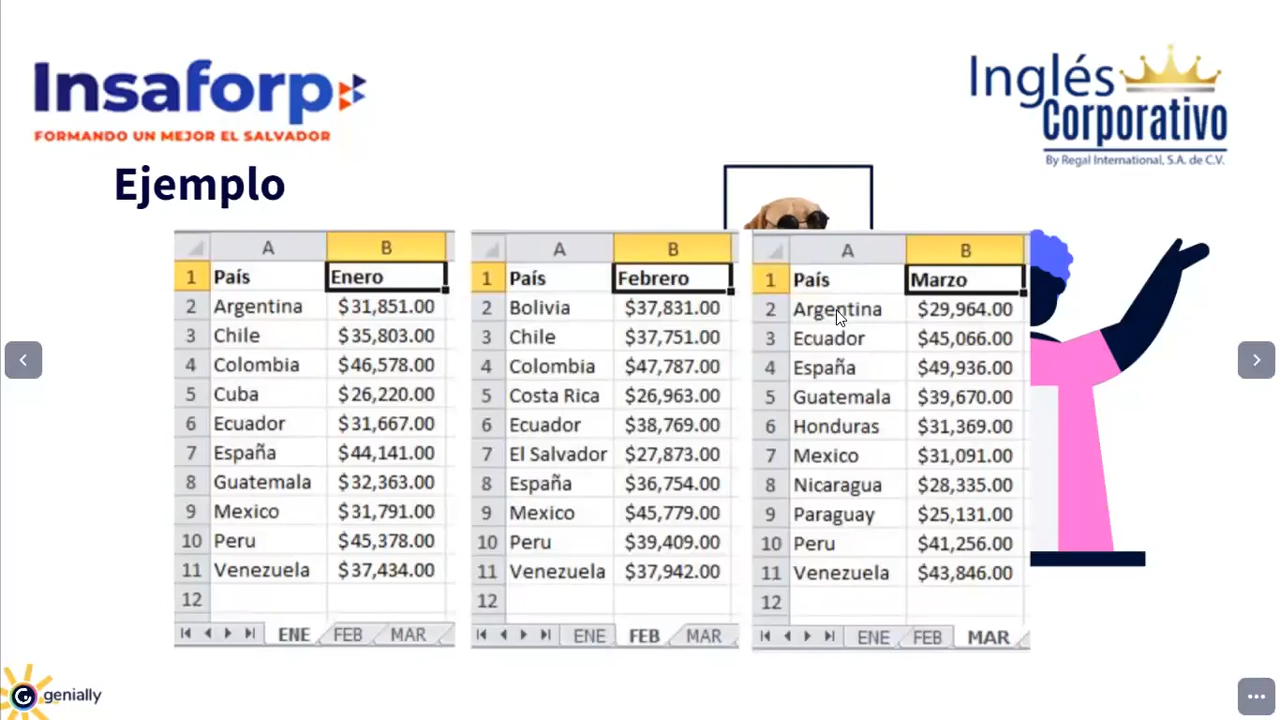 Insaforp
FORMANDO UN MEJOR EL SALVADOR
Inglés
Corporativo
By Regal International, S.A. de C.V.
Ejemplo
A B
1 País Enero
2 Argentina $31,851.00
3 Chile $35,803.00
4 Colombia $46,578.00
5 Cuba $26,220.00
6 Ecuador $31,667.00
7 España $44,141.00
8 Guatemala $32,363.00
9 Mexico $31,791.00
10 Peru $45,378.00
11 Venezuela $37,434.00
12
ENE FEB MAR
A B
1 País Febrero
2 Bolivia $37,831.00
3 Chile $37,751.00
4 Colombia $47,787.00
5 Costa Rica $26,963.00
6 Ecuador $38,769.00
7 El Salvador $27,873.00
8 España $36,754.00
9 Mexico $45,779.00
10 Peru $39,409.00
11 Venezuela $37,942.00
12
ENE FEB MAR
A B
1 País Marzo
2 Argentina $29,964.00
3 Ecuador $45,066.00
4 España $49,936.00
5 Guatemala $39,670.00
6 Honduras $31,369.00
7 Mexico $31,091.00
8 Nicaragua $28,335.00
9 Paraguay $25,131.00
10 Peru $41,256.00
11 Venezuela $43,846.00
12
ENE FEB MAR
genially